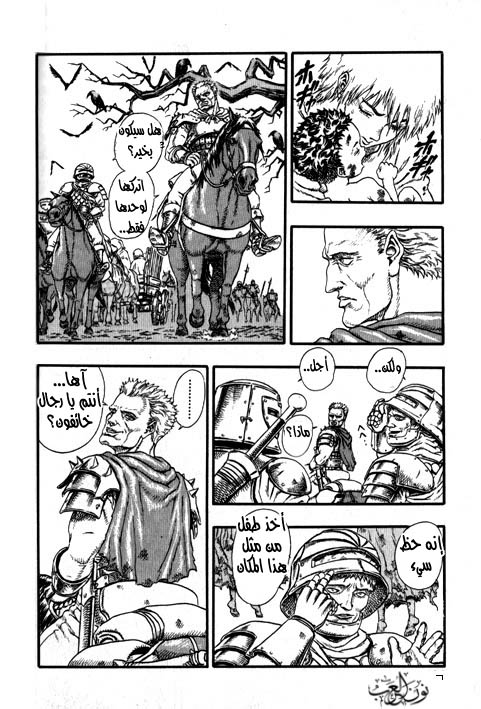 هل سيكون
بخير؟
اتركها
لوحدها
فقط..
ولكن..
أجل..
ماذا؟
........
آها...
أنتم يا رجال
خائفون؟
إنه حظ
سيء
أخذ طفل
من مثل
هذا المكان